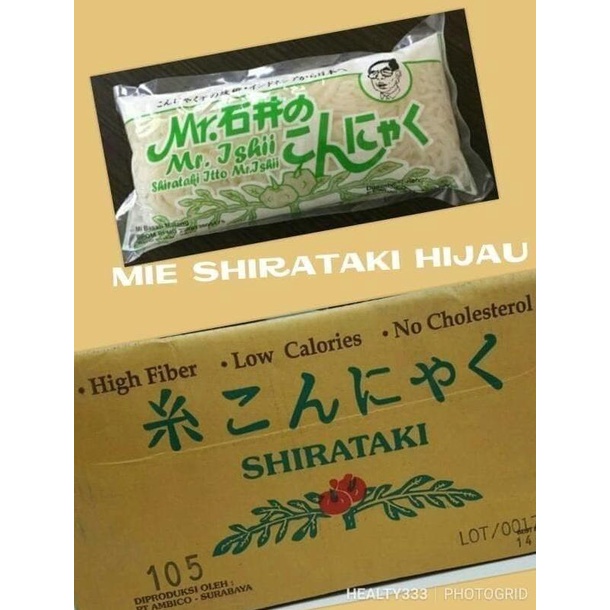 Mr.石井の
こんにゃく
Mr. Ishii
Shirataki Itto Mr.Ishii
MIE SHIRATAKI HIJAU
• High Fiber • Low Calories • No Cholesterol
糸こんにゃく
SHIRATAKI
105
LOT/001
DIPRODUKSI OLEH :
PT AMBICO - SURABAYA
HEALTY333 | PHOTOGRID